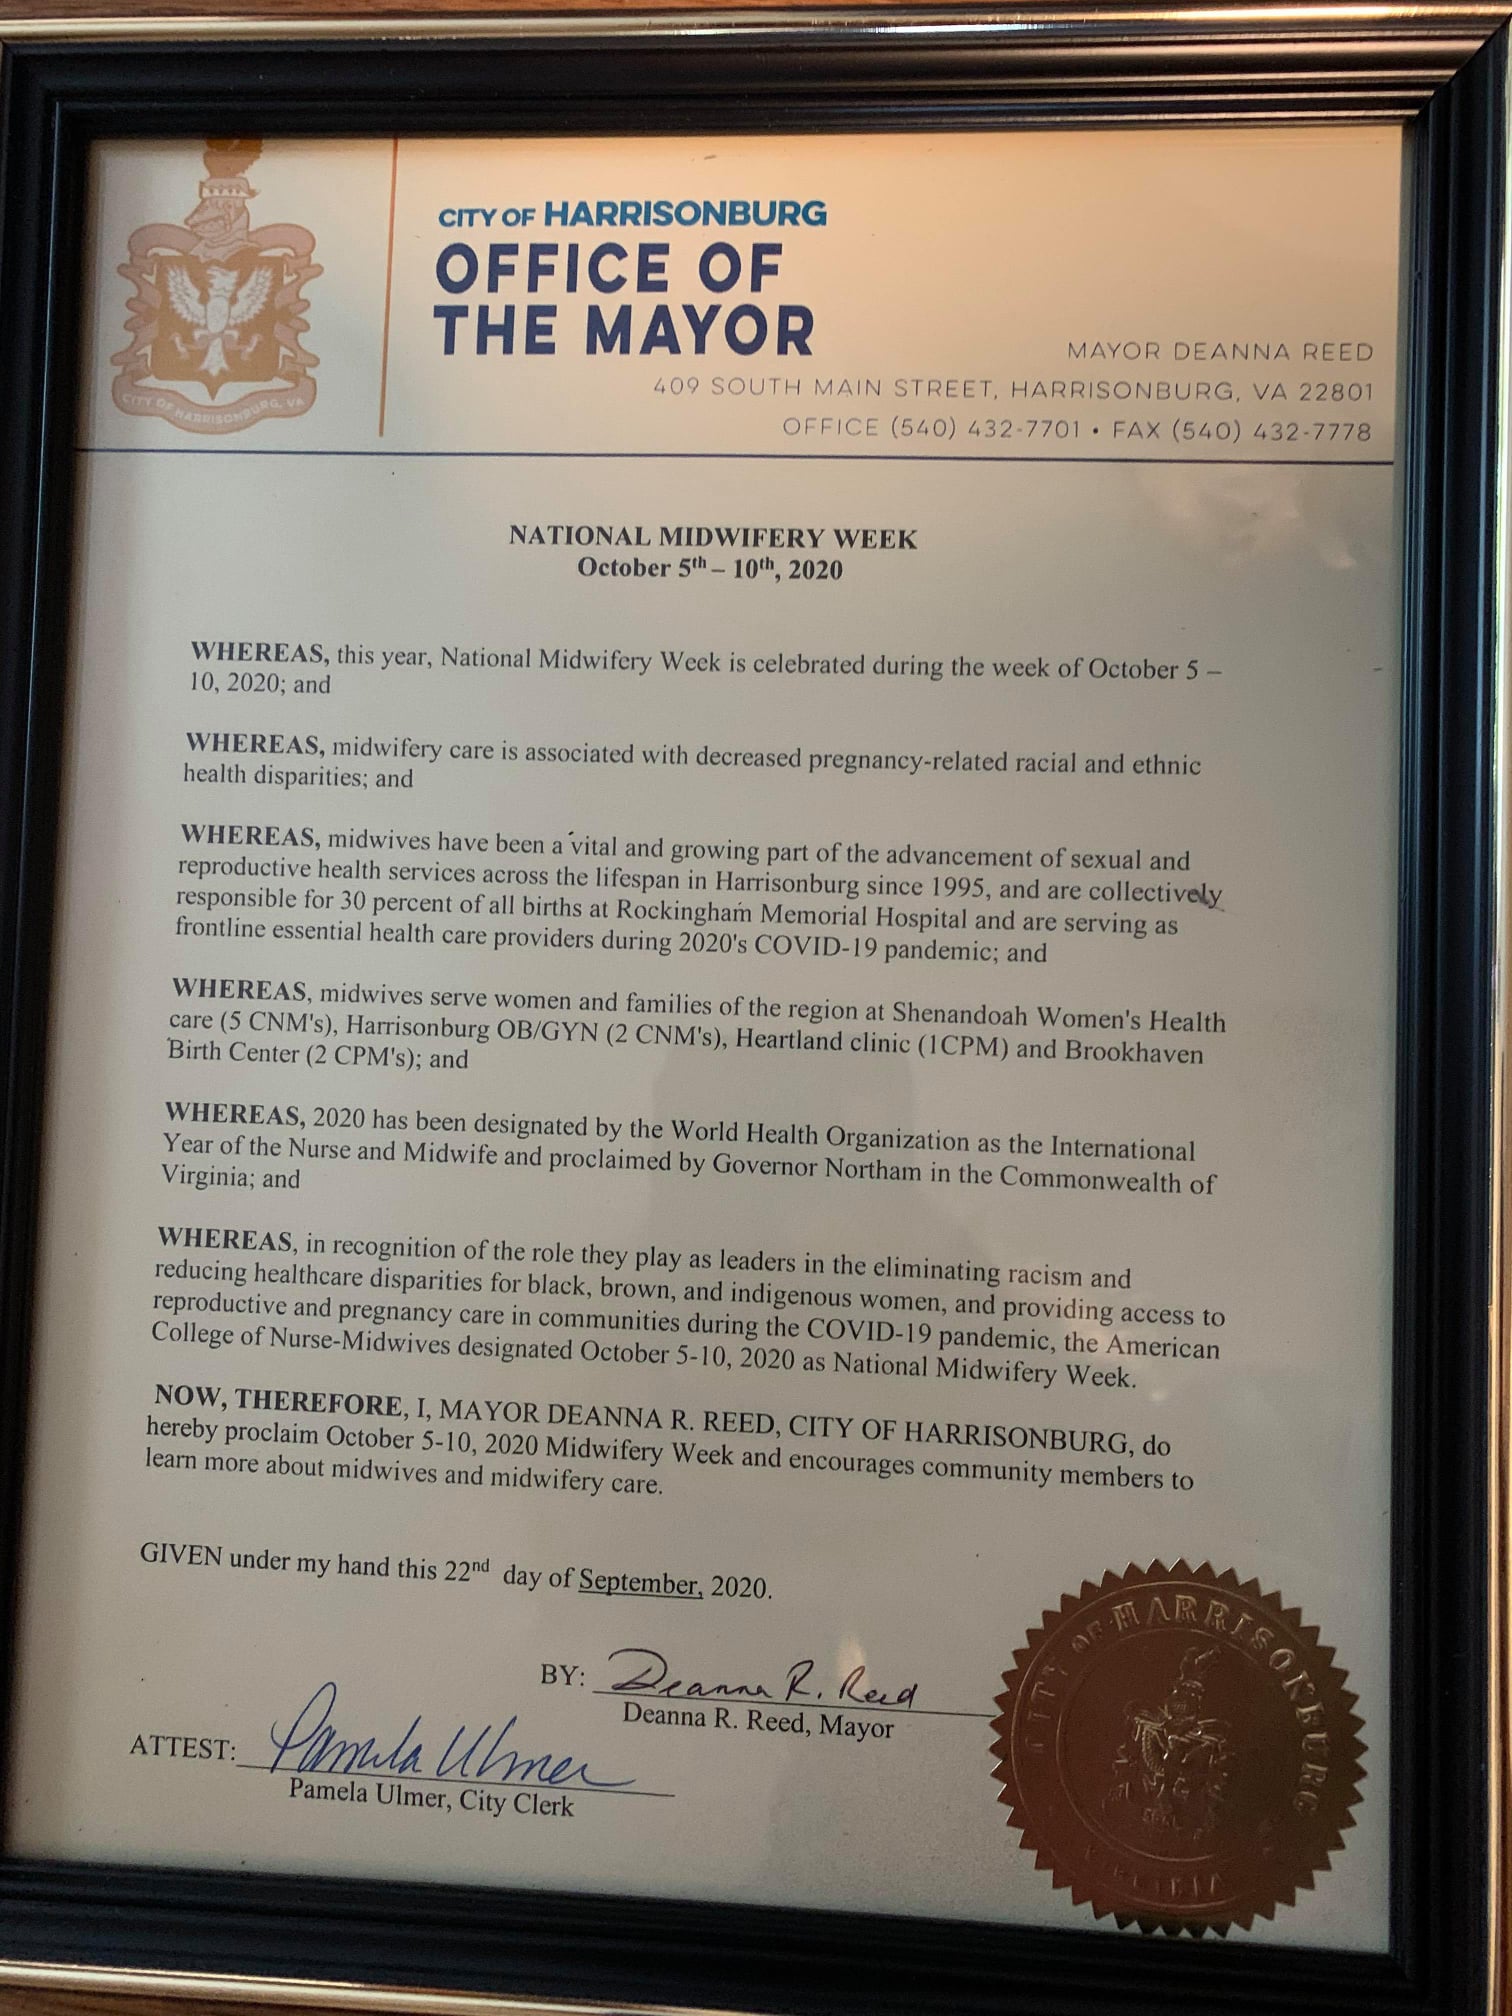 CITY OF HARRISONBURG, VA
CITY OF HARRISONBURG
OFFICE OF
THE MAYOR
MAYOR DEANNA REED
409 SOUTH MAIN STREET, HARRISONBURG, VA 22801
OFFICE (540) 432-7701 • FAX (540) 432-7778
NATIONAL MIDWIFERY WEEK
October 5th – 10th, 2020
WHEREAS, this year, National Midwifery Week is celebrated during the week of October 5 –
10, 2020; and
WHEREAS, midwifery care is associated with decreased pregnancy-related racial and ethnic
health disparities; and
WHEREAS, midwives have been a vital and growing part of the advancement of sexual and
reproductive health services across the lifespan in Harrisonburg since 1995, and are collectively
responsible for 30 percent of all births at Rockingham Memorial Hospital and are serving as
frontline essential health care providers during 2020's COVID-19 pandemic; and
WHEREAS, midwives serve women and families of the region at Shenandoah Women's Health
care (5 CNM's), Harrisonburg OB/GYN (2 CNM's), Heartland clinic (1CPM) and Brookhaven
Birth Center (2 CPM's); and
WHEREAS, 2020 has been designated by the World Health Organization as the International
Year of the Nurse and Midwife and proclaimed by Governor Northam in the Commonwealth of
Virginia; and
WHEREAS, in recognition of the role they play as leaders in the eliminating racism and
reducing healthcare disparities for black, brown, and indigenous women, and providing access to
reproductive and pregnancy care in communities during the COVID-19 pandemic, the American
College of Nurse-Midwives designated October 5-10, 2020 as National Midwifery Week.
NOW, THEREFORE, I, MAYOR DEANNA R. REED, CITY OF HARRISONBURG, do
hereby proclaim October 5-10, 2020 Midwifery Week and encourages community members to
learn more about midwives and midwifery care.
GIVEN under my hand this 22nd day of September, 2020.
BY: Deanna R. Reed
Deanna R. Reed, Mayor
ATTEST: Pamela Ulmer
Pamela Ulmer, City Clerk
CITY OF HARRISONBURG
VIRGINIA